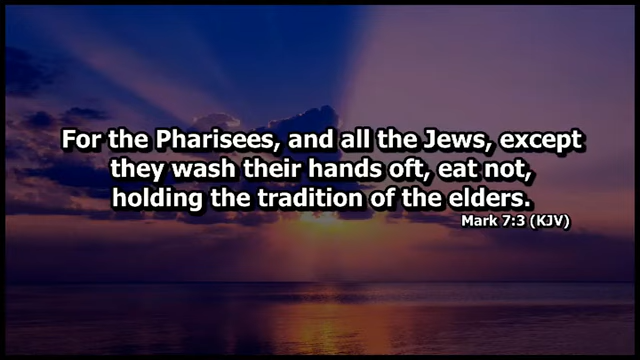 For the Pharisees, and all the Jews, except
they wash their hands oft, eat not,
holding the tradition of the elders.
Mark 7:3 (KJV)